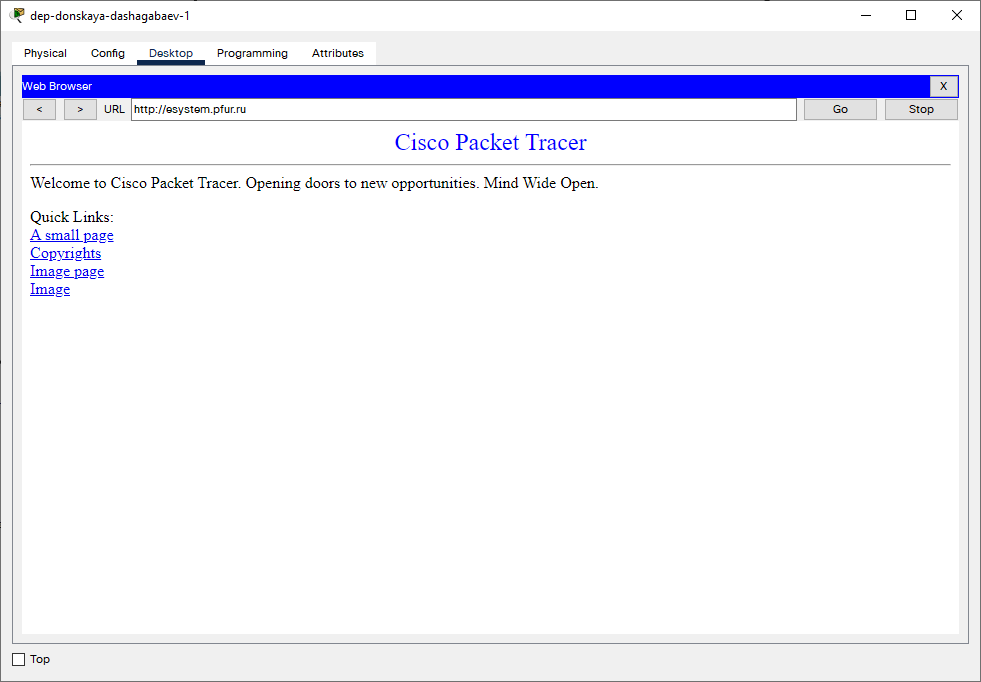 dep-donskaya-dashagabaev-1
Physical Config Desktop Programming Attributes
Web Browser X
< > URL http://esystem.pfur.ru Go Stop
Cisco Packet Tracer
Welcome to Cisco Packet Tracer. Opening doors to new opportunities. Mind Wide Open.
Quick Links:
A small page
Copyrights
Image page
Image
Top